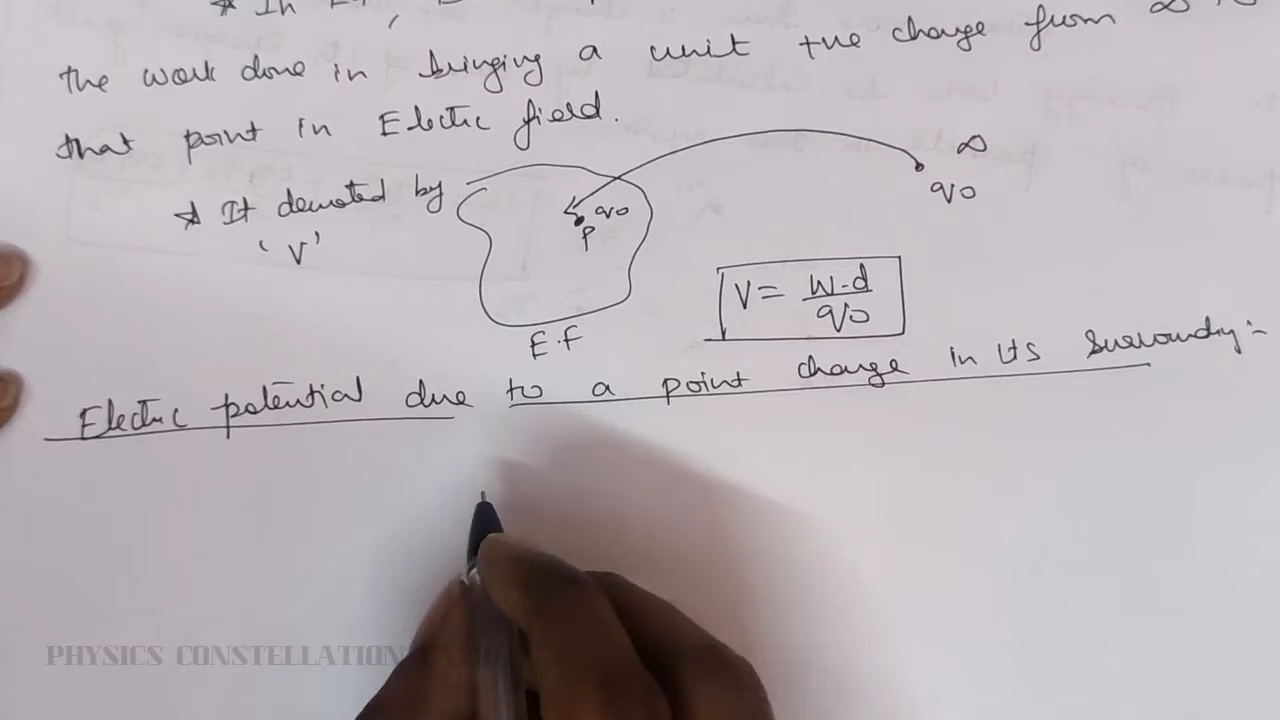 * In
the work done in bringing a unit +ve charge from ∞ to
that point in Electric field.
* It denoted by
'V'
∞
q0
q0
P
E.F
V = W.d / q0
Electric potential due to a point charge in its Surrounding:-
PHYSICS CONSTELLATION